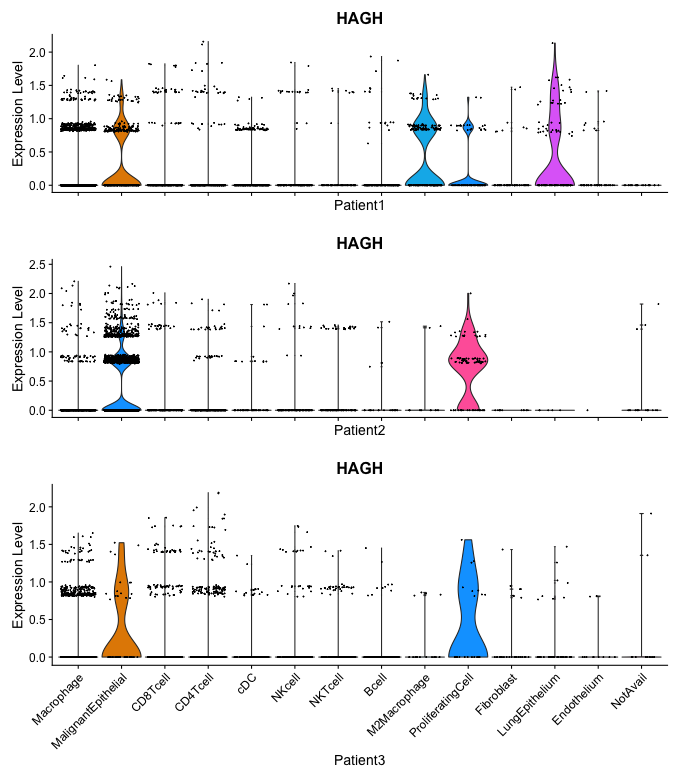 HAGH
Expression Level
2.0
1.5
1.0
0.5
0.0
Patient1
HAGH
Expression Level
2.5
2.0
1.5
1.0
0.5
0.0
Patient2
HAGH
Expression Level
2.0
1.5
1.0
0.5
0.0
Macrophage
MalignantEpithelial
CD8Tcell
CD4Tcell
cDC
NKcell
NKTcell
Bcell
M2Macrophage
ProliferatingCell
Fibroblast
LungEpithelium
Endothelium
NotAvail
Patient3